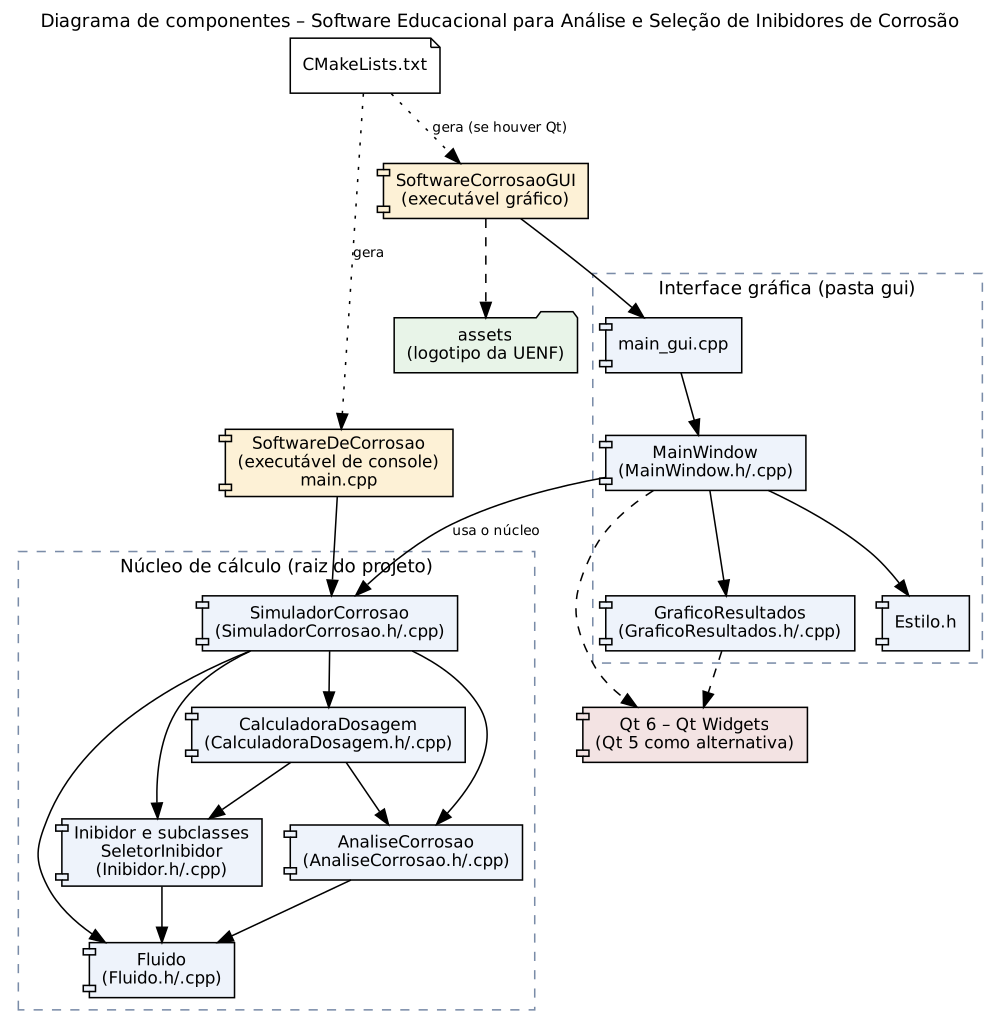 Diagrama de componentes – Software Educacional para Análise e Seleção de Inibidores de Corrosão
CMakeLists.txt
gera (se houver Qt)
SoftwareCorrosaoGUI
(executável gráfico)
gera
Interface gráfica (pasta gui)
assets
(logotipo da UENF)
main_gui.cpp
SoftwareDeCorrosao
(executável de console)
main.cpp
MainWindow
(MainWindow.h/.cpp)
usa o núcleo
Núcleo de cálculo (raiz do projeto)
SimuladorCorrosao
(SimuladorCorrosao.h/.cpp)
GraficoResultados
(GraficoResultados.h/.cpp)
Estilo.h
CalculadoraDosagem
(CalculadoraDosagem.h/.cpp)
Qt 6 – Qt Widgets
(Qt 5 como alternativa)
Inibidor e subclasses
SeletorInibidor
(Inibidor.h/.cpp)
AnaliseCorrosao
(AnaliseCorrosao.h/.cpp)
Fluido
(Fluido.h/.cpp)